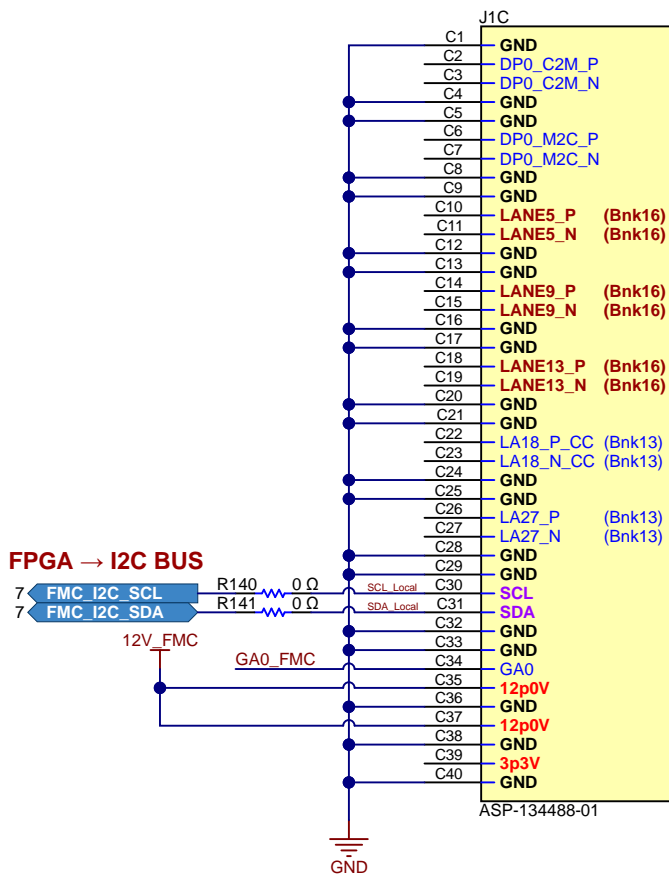 J1C
C1 GND
C2 DP0_C2M_P
C3 DP0_C2M_N
C4 GND
C5 GND
C6 DP0_M2C_P
C7 DP0_M2C_N
C8 GND
C9 GND
C10 LANE5_P (Bnk16)
C11 LANE5_N (Bnk16)
C12 GND
C13 GND
C14 LANE9_P (Bnk16)
C15 LANE9_N (Bnk16)
C16 GND
C17 GND
C18 LANE13_P (Bnk16)
C19 LANE13_N (Bnk16)
C20 GND
C21 GND
C22 LA18_P_CC (Bnk13)
C23 LA18_N_CC (Bnk13)
C24 GND
C25 GND
C26 LA27_P (Bnk13)
C27 LA27_N (Bnk13)
C28 GND
FPGA → I2C BUS
C29 GND
7 FMC_I2C_SCL R140 0 Ω SCL_Local C30 SCL
7 FMC_I2C_SDA R141 0 Ω SDA_Local C31 SDA
C32 GND
12V_FMC
C33 GND
GA0_FMC C34 GA0
C35 12p0V
C36 GND
C37 12p0V
C38 GND
C39 3p3V
C40 GND
ASP-134488-01
GND